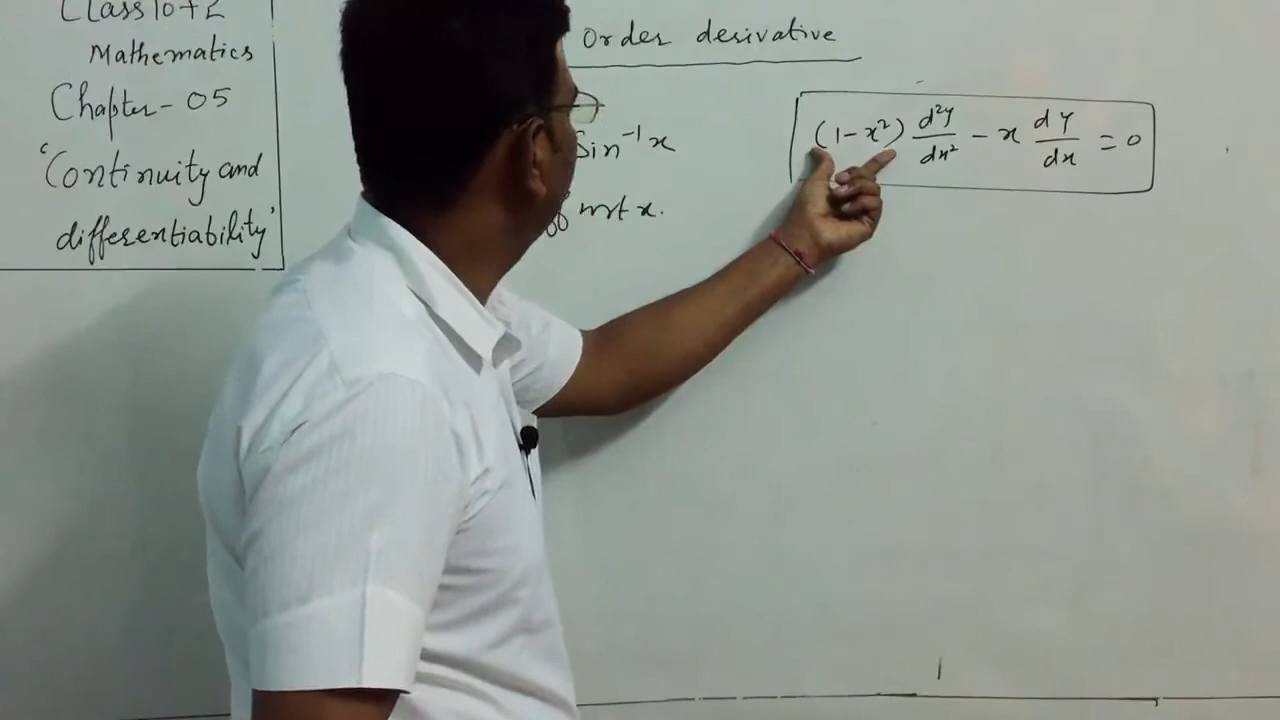 Class 10+2
Mathematics
Chapter - 05
'Continuity and
differentiability'
Order derivative
Sin⁻¹x
wrt x.
(1-x²) d²y/dx² - x dy/dx = 0